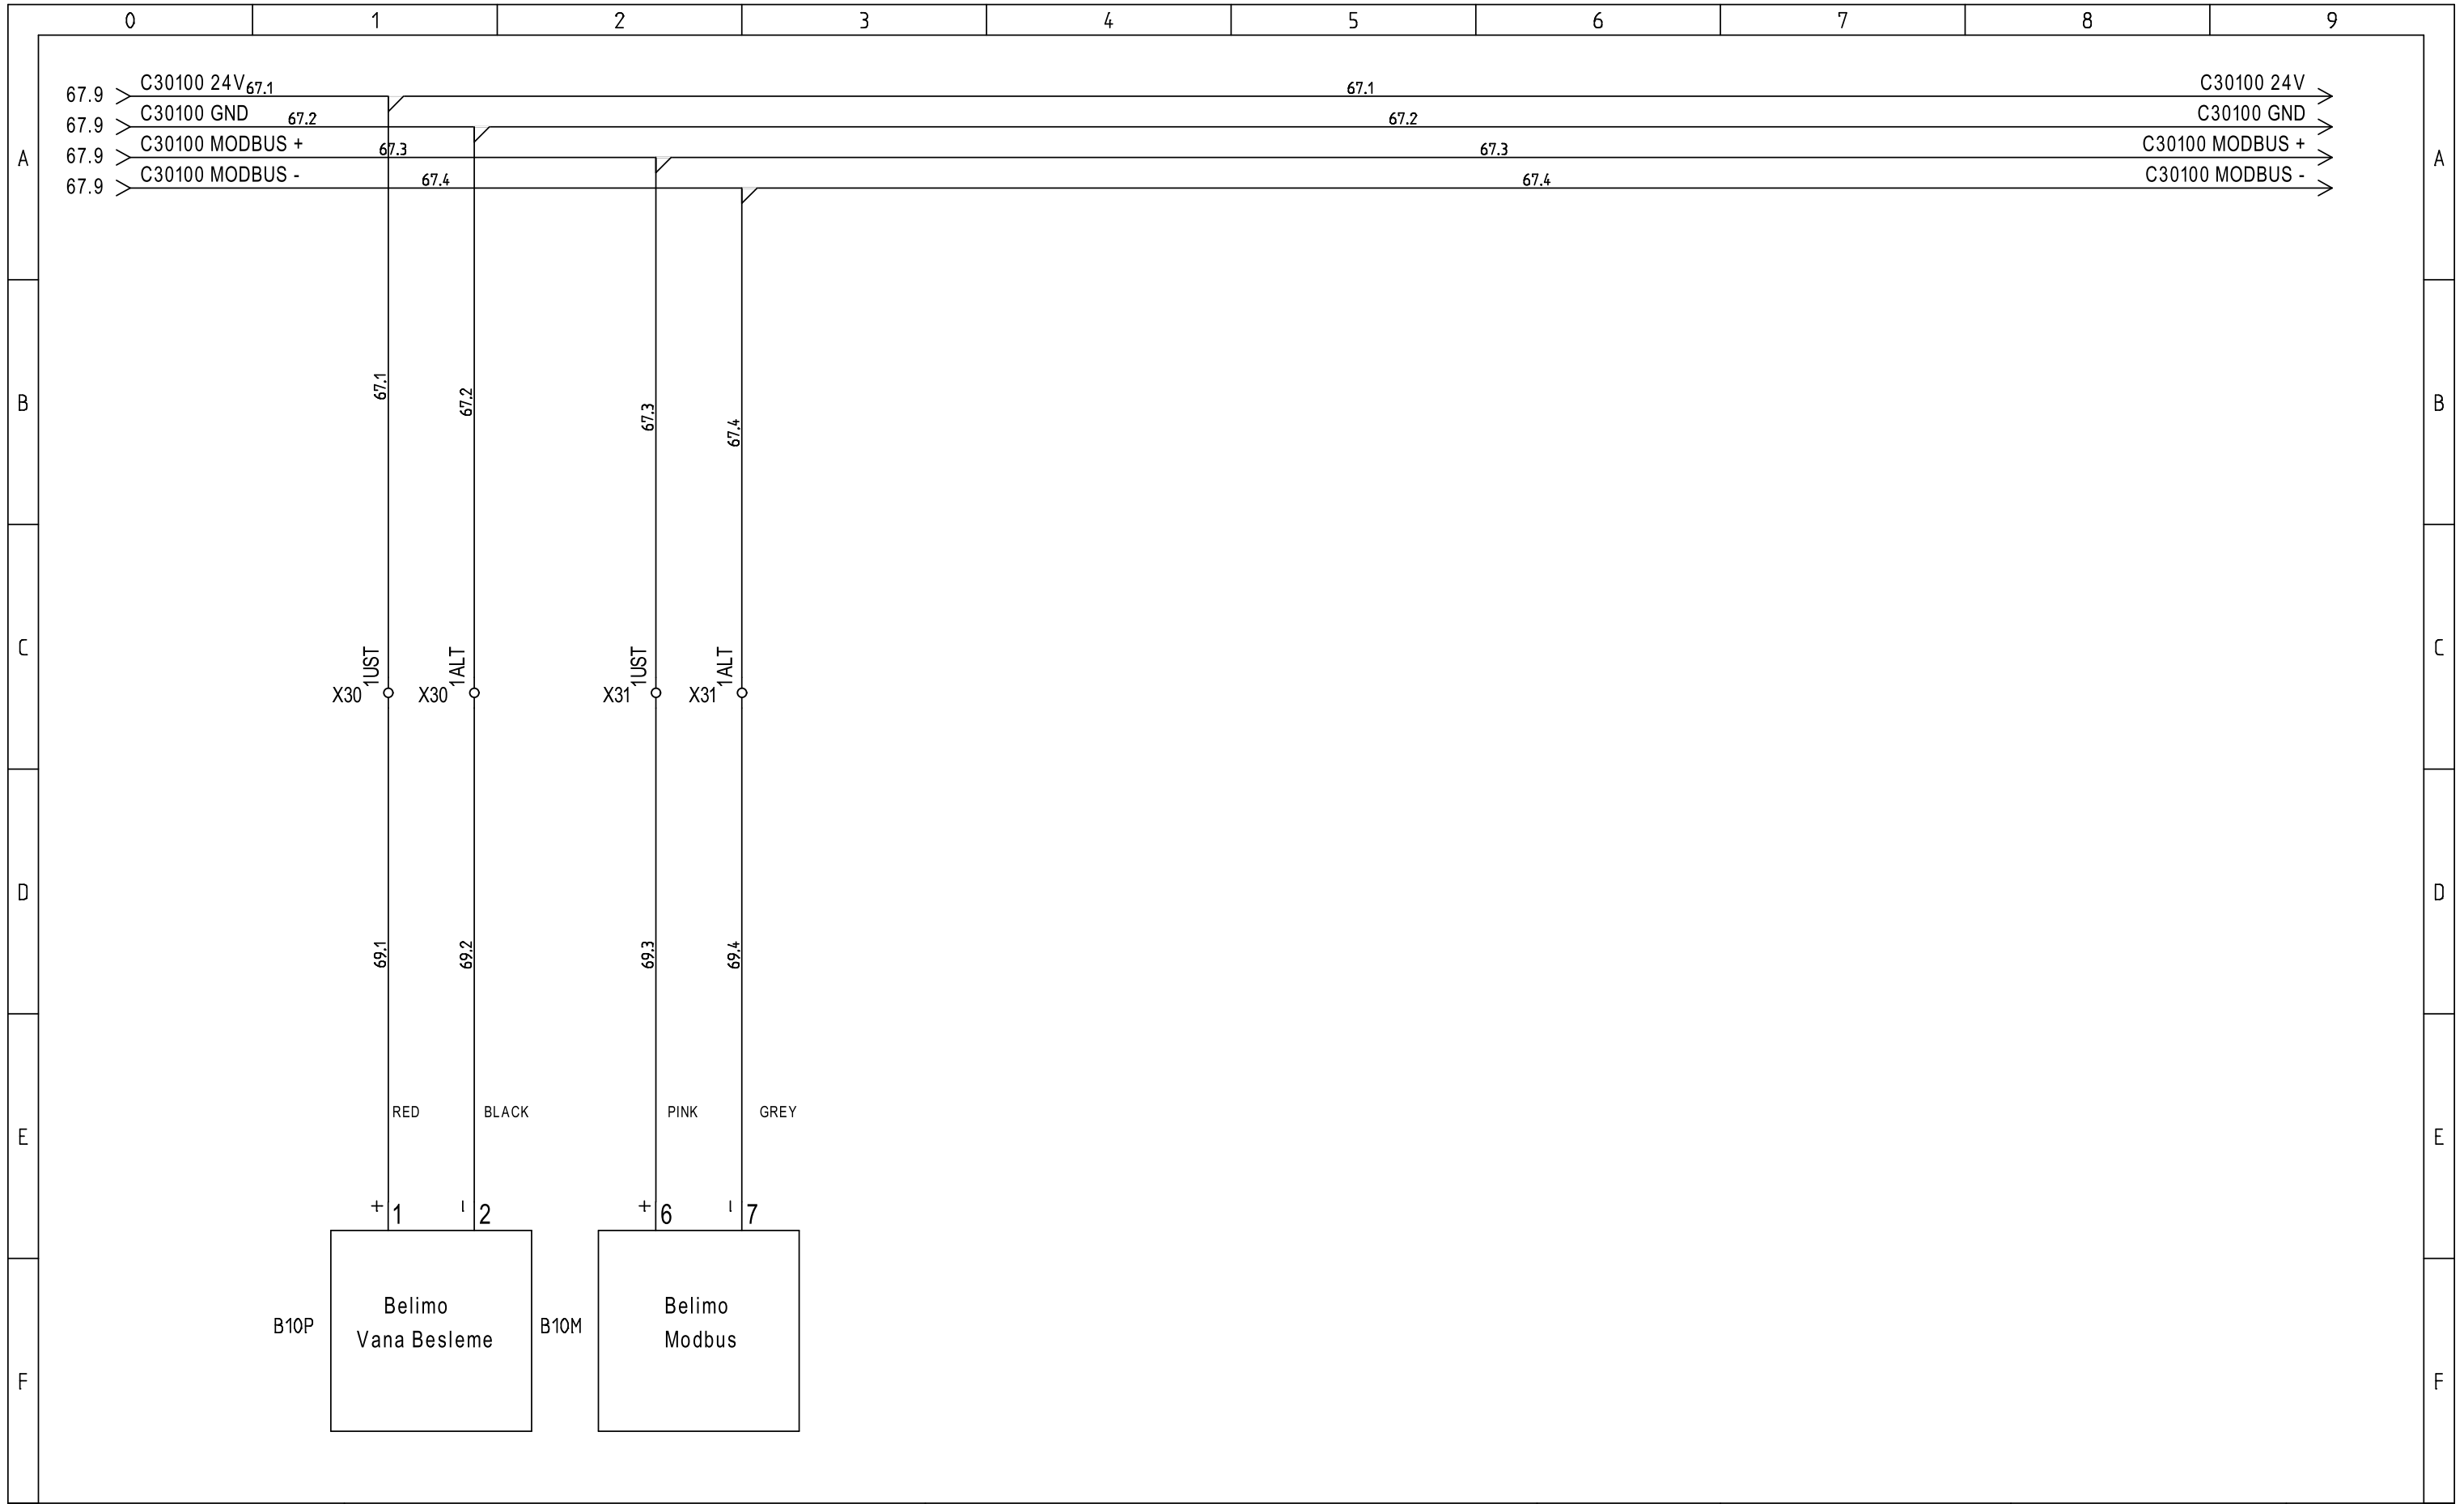 0 1 2 3 4 5 6 7 8 9
67.9 C30100 24V 67.1 67.1 C30100 24V
67.9 C30100 GND 67.2 67.2 C30100 GND
67.9 C30100 MODBUS + 67.3 67.3 C30100 MODBUS +
67.9 C30100 MODBUS - 67.4 67.4 C30100 MODBUS -
A A
67.1 67.2 67.3 67.4
B B
1UST 1ALT 1UST 1ALT
C C
X30 X30 X31 X31
D D
69.1 69.2 69.3 69.4
RED BLACK PINK GREY
E E
+ 1 - 2 + 6 - 7
Belimo Belimo
B10P Vana Besleme B10M Modbus
F F